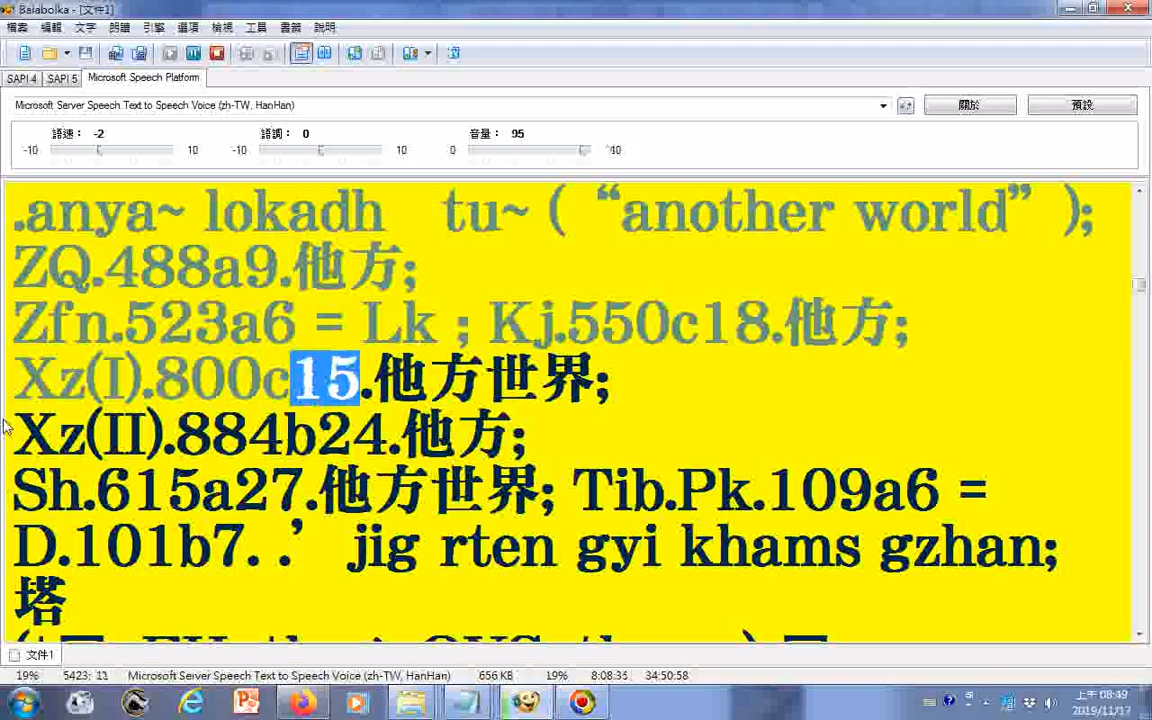 Balabolka - [文件1]
檔案 編輯 文字 朗讀 引擎 選項 檢視 工具 書籤 說明
SAPI 4 SAPI 5 Microsoft Speech Platform
Microsoft Server Speech Text to Speech Voice (zh-TW, HanHan) 關於 預設
語速： -2 語調： 0 音量： 95
-10 10 -10 10 0
.anya~ lokadh tu~ (“another world”);
ZQ.488a9.他方;
Zfn.523a6 = Lk ; Kj.550c18.他方;
Xz(I).800c15.他方世界;
Xz(II).884b24.他方;
Sh.615a27.他方世界; Tib.Pk.109a6 =
D.101b7. .’ jig rten gyi khams gzhan;
塔
文件1
19% 5423: 11 Microsoft Server Speech Text to Speech Voice (zh-TW, HanHan) 656 KB 19% 8:08:36 34:50:58
上午 08:49
2019/11/17